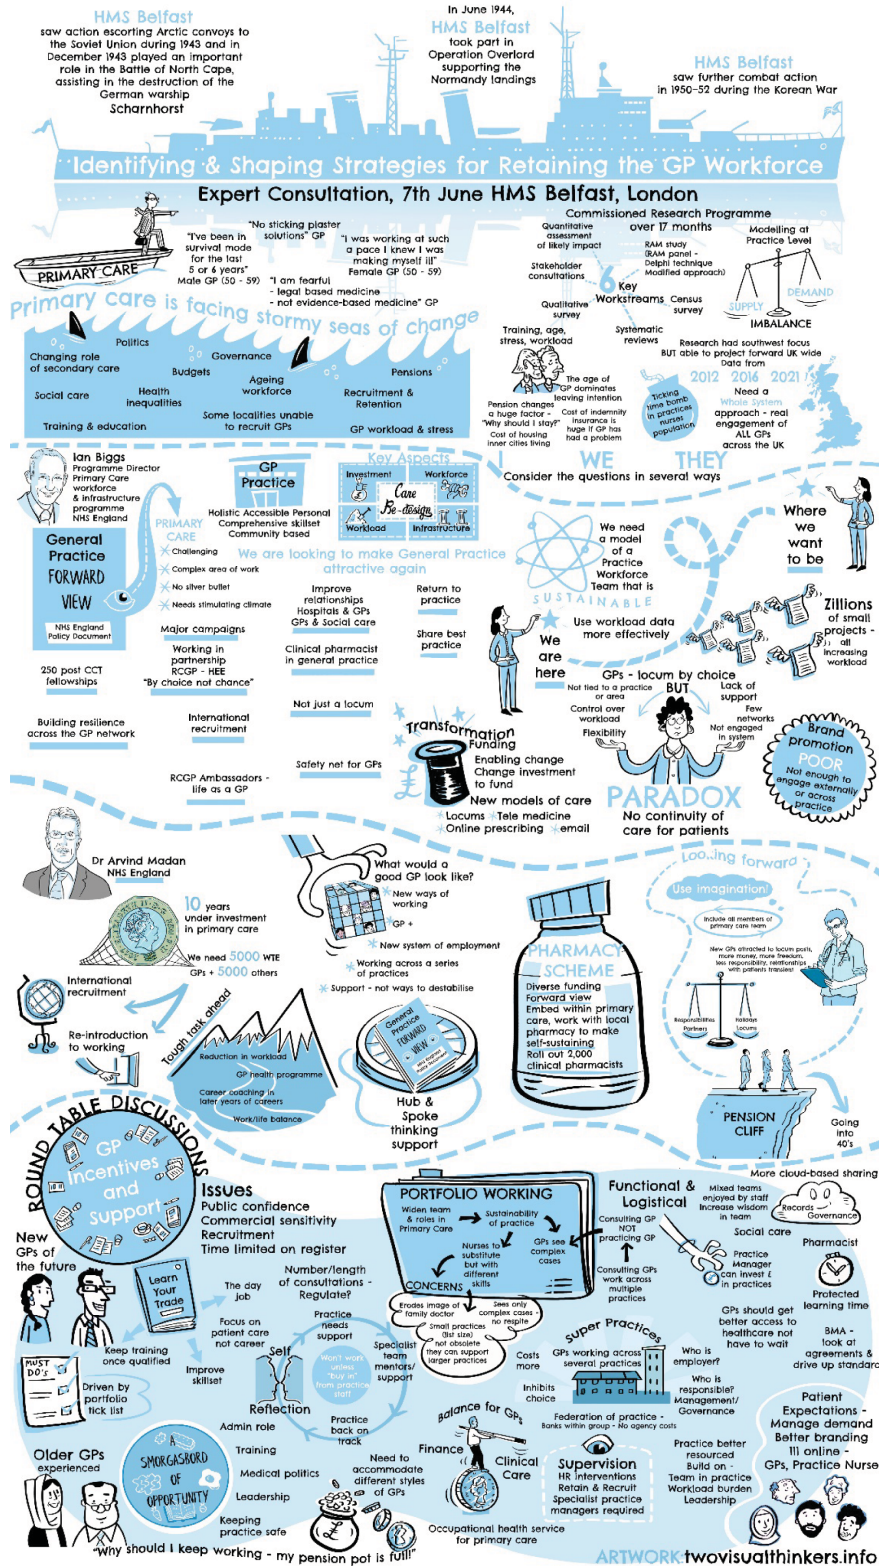 HMS Belfast
saw action escorting Arctic convoys to
the Soviet Union during 1943 and in
December 1943 played an important
role in the Battle of North Cape,
assisting in the destruction of the
German warship
Scharnhorst
In June 1944,
HMS Belfast
took part in
Operation Overlord
supporting the
Normandy landings
HMS Belfast
saw further combat action
in 1950-52 during the Korean War
Identifying & Shaping Strategies for Retaining the GP Workforce
Expert Consultation, 7th June HMS Belfast, London
PRIMARY CARE
"I've been in
survival mode
for the last
5 or 6 years"
Male GP (50 - 59)
"No sticking plaster
solutions" GP
"I was working at such
a pace I knew I was
making myself ill"
Female GP (50 - 59)
"I am fearful
- legal based medicine
- not evidence-based medicine" GP
Primary care is facing stormy seas of change
Changing role
of secondary care
Politics
Governance
Budgets
Pensions
Social care
Health
inequalities
Ageing
workforce
Recruitment &
Retention
Training & education
Some localities unable
to recruit GPs
GP workload & stress
Commissioned Research Programme
over 17 months
Quantitative
assessment
of likely impact
RAM study
(RAM panel -
Delphi technique
Modified approach)
Stakeholder
consultations
6 Key
Workstreams
Census
survey
Qualitative
survey
Systematic
reviews
Modelling at
Practice Level
SUPPLY
DEMAND
IMBALANCE
Training, age,
stress, workload
The age of
GP dominates
leaving intention
Pension changes
a huge factor -
"Why should I stay?"
Cost of housing
inner cities living
Cost of indemnity
insurance is
huge if GP has
had a problem
Research had southwest focus
BUT able to project forward UK wide
Data from
2012 2016 2021
Ticking
time bomb
in practices
nurses
population
Need a
Whole System
approach - real
engagement of
ALL GPs
across the UK
I WE THEY
Consider the questions in several ways
Ian Biggs
Programme Director
Primary Care
workforce
& infrastructure
programme
NHS England
General
Practice
FORWARD
VIEW
NHS England
Policy Document
PRIMARY
CARE
Challenging
Complex area of work
No silver bullet
Needs stimulating climate
GP
Practice
Holistic Accessible Personal
Comprehensive skillset
Community based
Key Aspects
Investment
Workforce
Care
Re-design
Workload
Infrastructure
We are looking to make General Practice
attractive again
Major campaigns
Improve
relationships
Hospitals & GPs
GPs & Social care
Return to
practice
250 post CCT
fellowships
Working in
partnership
RCGP - HEE
"By choice not chance"
Clinical pharmacist
in general practice
Share best
practice
Building resilience
across the GP network
International
recruitment
Not just a locum
RCGP Ambassadors -
life as a GP
Safety net for GPs
We need
a model
of a
Practice
Workforce
Team that is
SUSTAINABLE
Use workload data
more effectively
We
are
here
Where
we
want
to be
Zillions
of small
projects -
all
increasing
workload
Transformation
Funding
Enabling change
Change investment
to fund
£
New models of care
Locums Tele medicine
Online prescribing email
GPs - locum by choice
BUT
Not tied to a practice
or area
Control over
workload
Flexibility
Lack of
support
Few
networks
Not engaged
in system
PARADOX
No continuity of
care for patients
Brand
promotion
POOR
Not enough to
engage externally
or across
practice
Dr Arvind Madan
NHS England
10 years
under investment
in primary care
We need 5000 WTE
GPs + 5000 others
International
recruitment
Re-introduction
to working
Tough task ahead
Reduction in workload
GP health programme
Career coaching in
later years of careers
Work/life balance
What would a
good GP look like?
New ways of
working
GP +
New system of employment
Working across a series
of practices
Support - not ways to destabilise
General
Practice
FORWARD
VIEW
Hub &
Spoke
thinking
support
PHARMACY
SCHEME
Diverse funding
Forward view
Embed within primary
care, work with local
pharmacy to make
self-sustaining
Roll out 2,000
clinical pharmacists
Looking forward
Use imagination!
Include all members of
primary care team
New GPs attracted to locum posts,
more money, more freedom,
less responsibility, relationships
with patients transient
Responsibilities
Partners
Holidays
Locums
PENSION
CLIFF
Going
into
40's
ROUND TABLE DISCUSSIONS
GP
incentives
and
support
Issues
Public confidence
Commercial sensitivity
Recruitment
Time limited on register
New
GPs of
the future
Learn
Your
Trade
The day
job
Number/length
of consultations -
Regulate?
Focus on
patient care
not career
Keep training
once qualified
Improve
skillset
MUST
DO's
Driven by
portfolio
tick list
Practice
needs
support
Self
Reflection
Won't work
unless
"buy in"
from practice
staff
Specialist
team
mentors/
support
Practice
back on
track
Older GPs
experienced
A
SMORGASBORD
OF
OPPORTUNITY
Admin role
Training
Medical politics
Leadership
Keeping
practice safe
Need to
accommodate
different styles
of GPs
£
"Why should I keep working - my pension pot is full!"
PORTFOLIO WORKING
Widen team
& roles in
Primary Care
Sustainability
of practice
Nurses to
substitute
but with
different
skills
GPs see
complex
cases
CONCERNS
Erodes image of
family doctor
Sees only
complex cases -
no respite
Small practices
(list size)
not obsolete
they can support
larger practices
Functional &
Logistical
Consulting GP
NOT
practicing GP
Consulting GPs
work across
multiple
practices
Mixed teams
enjoyed by staff
Increase wisdom
in team
Social care
Practice
Manager
can invest £
in practices
GPs should get
better access to
healthcare not
have to wait
More cloud-based sharing
Records
Governance
Pharmacist
Protected
learning time
BMA -
look at
agreements &
drive up standard
Super Practices
GPs working across
several practices
Costs
more
Inhibits
choice
Who is
employer?
Who is
responsible?
Management/
Governance
Federation of practice -
Banks within group - No agency costs
Balance for GPs
Finance
Clinical
Care
Occupational health service
for primary care
Supervision
HR interventions
Retain & Recruit
Specialist practice
managers required
Practice better
resourced
Build on -
Team in practice
Workload burden
Leadership
Patient
Expectations -
Manage demand
Better branding
111 online -
GPs, Practice Nurse
ARTWORK: twovisualthinkers.info